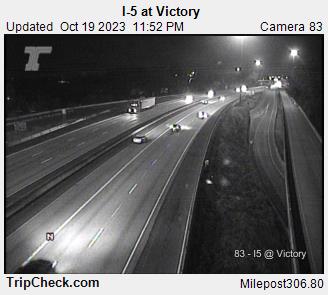 I-5 at Victory
Updated Oct 19 2023 11:52 PM Camera 83
T
N
83 - I5 @ Victory
TripCheck.com Milepost306.80